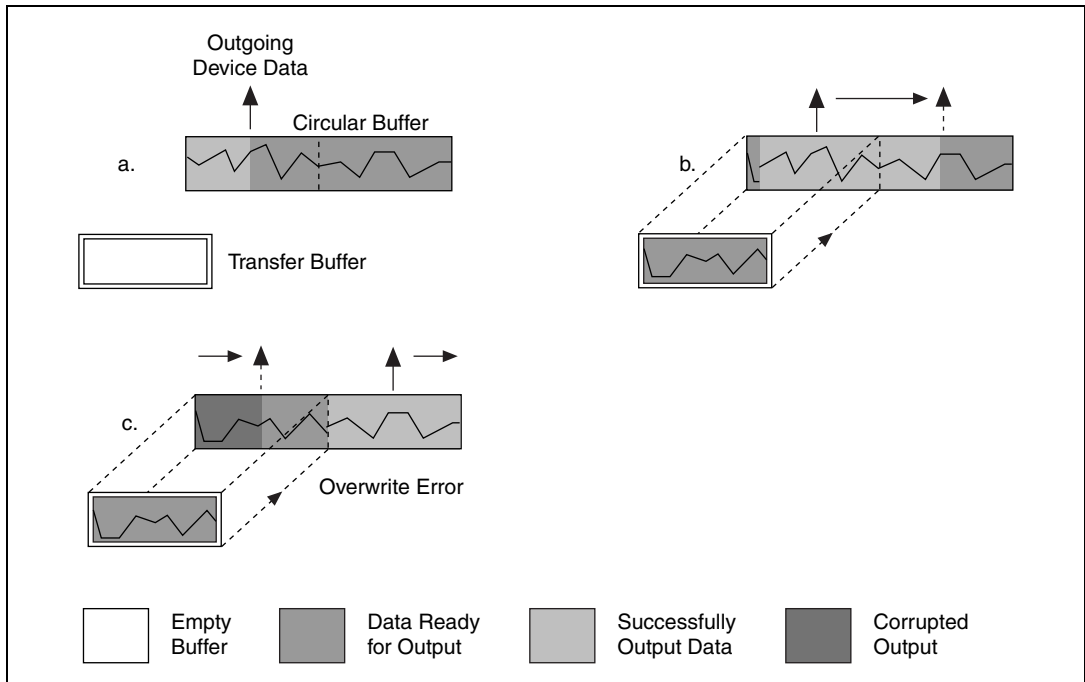 Outgoing
Device Data
Circular Buffer
a.
b.
Transfer Buffer
c.
Overwrite Error
Empty
Buffer
Data Ready
for Output
Successfully
Output Data
Corrupted
Output